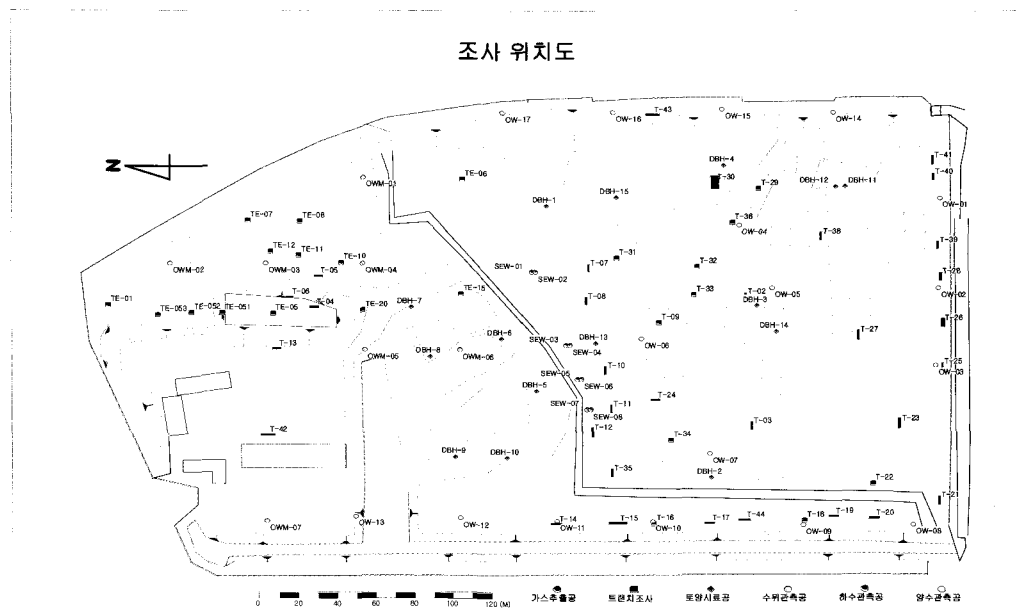 조사 위치도
OW-17
OW-16
T-43
OW-15
OW-14
N
DBH-4
T-41
T-40
OWM-01
TE-06
T-30
T-29
DBH-12
DBH-11
DBH-15
DBH-1
OW-01
TE-07
TE-08
T-36
OW-04
T-38
T-39
TE-12
TE-11
TE-10
T-31
OWM-02
OWM-03
T-05
OWM-04
SEW-01
SEW-02
T-07
T-32
T-28
T-06
TE-15
T-33
T-02
OW-05
OW-02
TE-01
T-04
DBH-7
T-08
DBH-3
TE-053
TE-052
TE-051
TE-05
TE-20
T-09
T-26
DBH-14
T-27
T-13
DBH-6
SEW-03
DBH-13
OW-06
OWM-05
DBH-8
OWM-06
SEW-04
T-25
OW-03
T-10
SEW-05
SEW-06
DBH-5
T-24
SEW-07
T-11
SEW-08
T-12
T-03
T-23
T-42
T-34
DBH-9
DBH-10
OW-07
T-35
DBH-2
T-22
T-21
OWM-07
OW-13
OW-12
T-14
OW-11
T-15
T-16
OW-10
T-17
T-44
T-18
OW-09
T-19
T-20
OW-08
0 20 40 60 80 100 120 (M)
가스추출공 트랜치조사 토양시료공 수위관측공 하수관측공 양수관측공